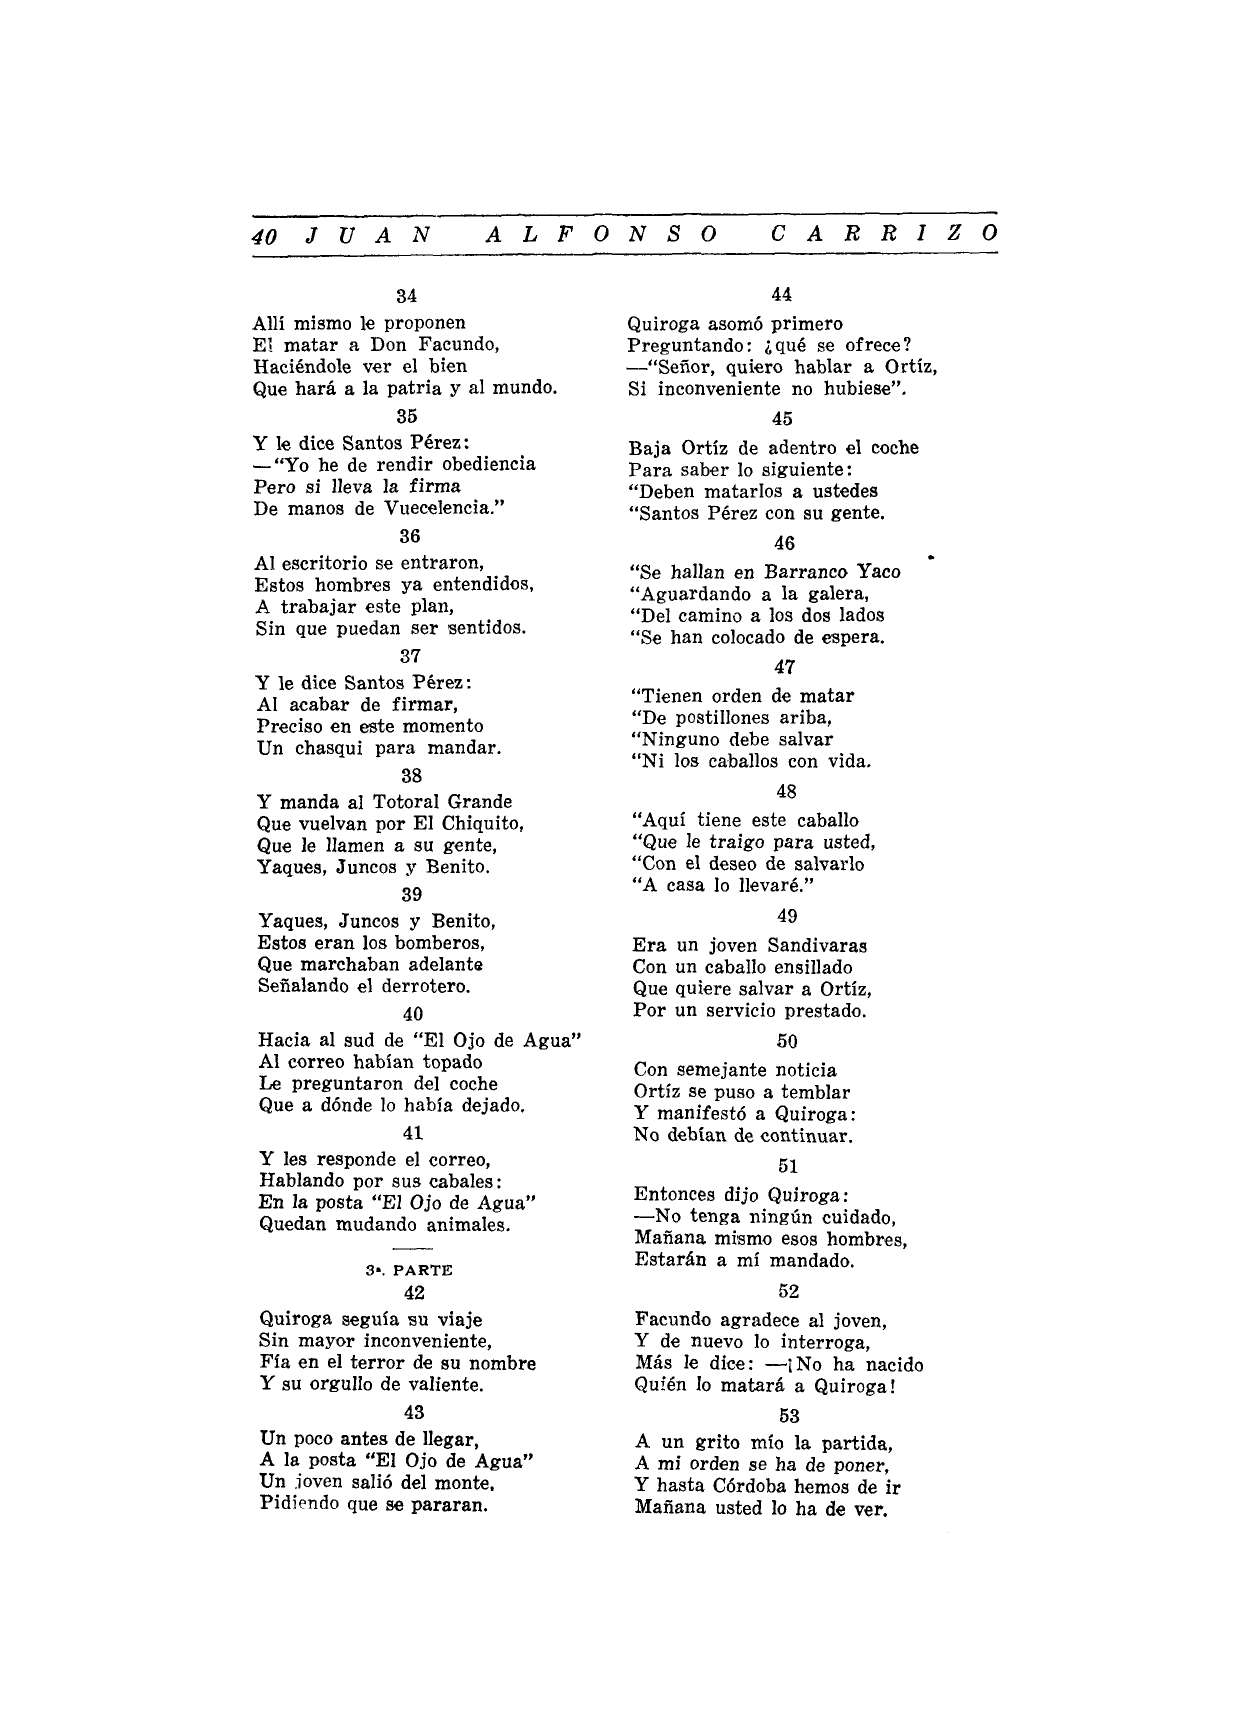 40 JUAN ALFONSO CARRIZO
34
Allí mismo le proponen
El matar a Don Facundo,
Haciéndole ver el bien
Que hará a la patria y al mundo.
35
Y le dice Santos Pérez:
—“Yo he de rendir obediencia
Pero si lleva la firma
De manos de Vuecelencia.”
36
Al escritorio se entraron,
Estos hombres ya entendidos,
A trabajar este plan,
Sin que puedan ser sentidos.
37
Y le dice Santos Pérez:
Al acabar de firmar,
Preciso en este momento
Un chasqui para mandar.
38
Y manda al Totoral Grande
Que vuelvan por El Chiquito,
Que le llamen a su gente,
Yaques, Juncos y Benito.
39
Yaques, Juncos y Benito,
Estos eran los bomberos,
Que marchaban adelante
Señalando el derrotero.
40
Hacia al sud de “El Ojo de Agua”
Al correo habían topado
Le preguntaron del coche
Que a dónde lo había dejado.
41
Y les responde el correo,
Hablando por sus cabales:
En la posta “El Ojo de Agua”
Quedan mudando animales.
3ª. PARTE
42
Quiroga seguía su viaje
Sin mayor inconveniente,
Fía en el terror de su nombre
Y su orgullo de valiente.
43
Un poco antes de llegar,
A la posta “El Ojo de Agua”
Un joven salió del monte,
Pidiendo que se pararan.
44
Quiroga asomó primero
Preguntando: ¿qué se ofrece?
—“Señor, quiero hablar a Ortíz,
Si inconveniente no hubiese”.
45
Baja Ortíz de adentro el coche
Para saber lo siguiente:
“Deben matarlos a ustedes
“Santos Pérez con su gente.
46
“Se hallan en Barranco Yaco
“Aguardando a la galera,
“Del camino a los dos lados
“Se han colocado de espera.
47
“Tienen orden de matar
“De postillones ariba,
“Ninguno debe salvar
“Ni los caballos con vida.
48
“Aquí tiene este caballo
“Que le traigo para usted,
“Con el deseo de salvarlo
“A casa lo llevaré.”
49
Era un joven Sandivaras
Con un caballo ensillado
Que quiere salvar a Ortíz,
Por un servicio prestado.
50
Con semejante noticia
Ortíz se puso a temblar
Y manifestó a Quiroga:
No debían de continuar.
51
Entonces dijo Quiroga:
—No tenga ningún cuidado,
Mañana mismo esos hombres,
Estarán a mí mandado.
52
Facundo agradece al joven,
Y de nuevo lo interroga,
Más le dice: —¡No ha nacido
Quién lo matará a Quiroga!
53
A un grito mío la partida,
A mi orden se ha de poner,
Y hasta Córdoba hemos de ir
Mañana usted lo ha de ver.